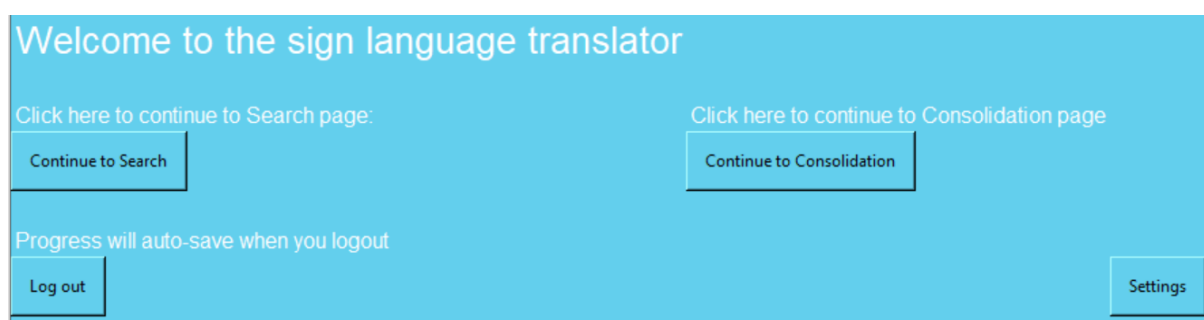 Welcome to the sign language translator
Click here to continue to Search page:
Click here to continue to Consolidation page
Continue to Search
Continue to Consolidation
Progress will auto-save when you logout
Log out
Settings